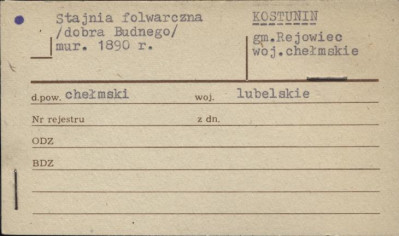 Stajnia folwarczna
/dobra Budnego/
mur. 1890 r.
KOSTUNIN
gm.Rejowiec
woj.chełmskie
d.pow. chełmski woj. lubelskie
Nr rejestru z dn.
ODZ
BDZ